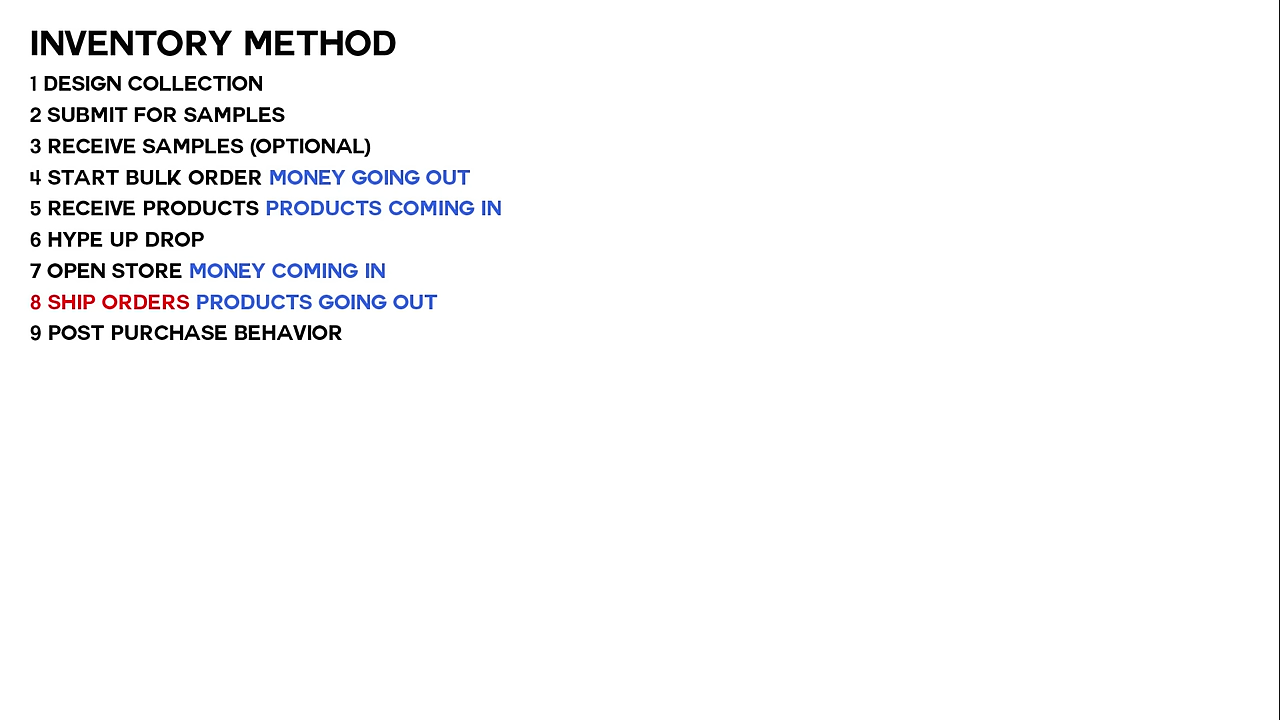 INVENTORY METHOD
1 DESIGN COLLECTION
2 SUBMIT FOR SAMPLES
3 RECEIVE SAMPLES (OPTIONAL)
4 START BULK ORDER MONEY GOING OUT
5 RECEIVE PRODUCTS PRODUCTS COMING IN
6 HYPE UP DROP
7 OPEN STORE MONEY COMING IN
8 SHIP ORDERS PRODUCTS GOING OUT
9 POST PURCHASE BEHAVIOR